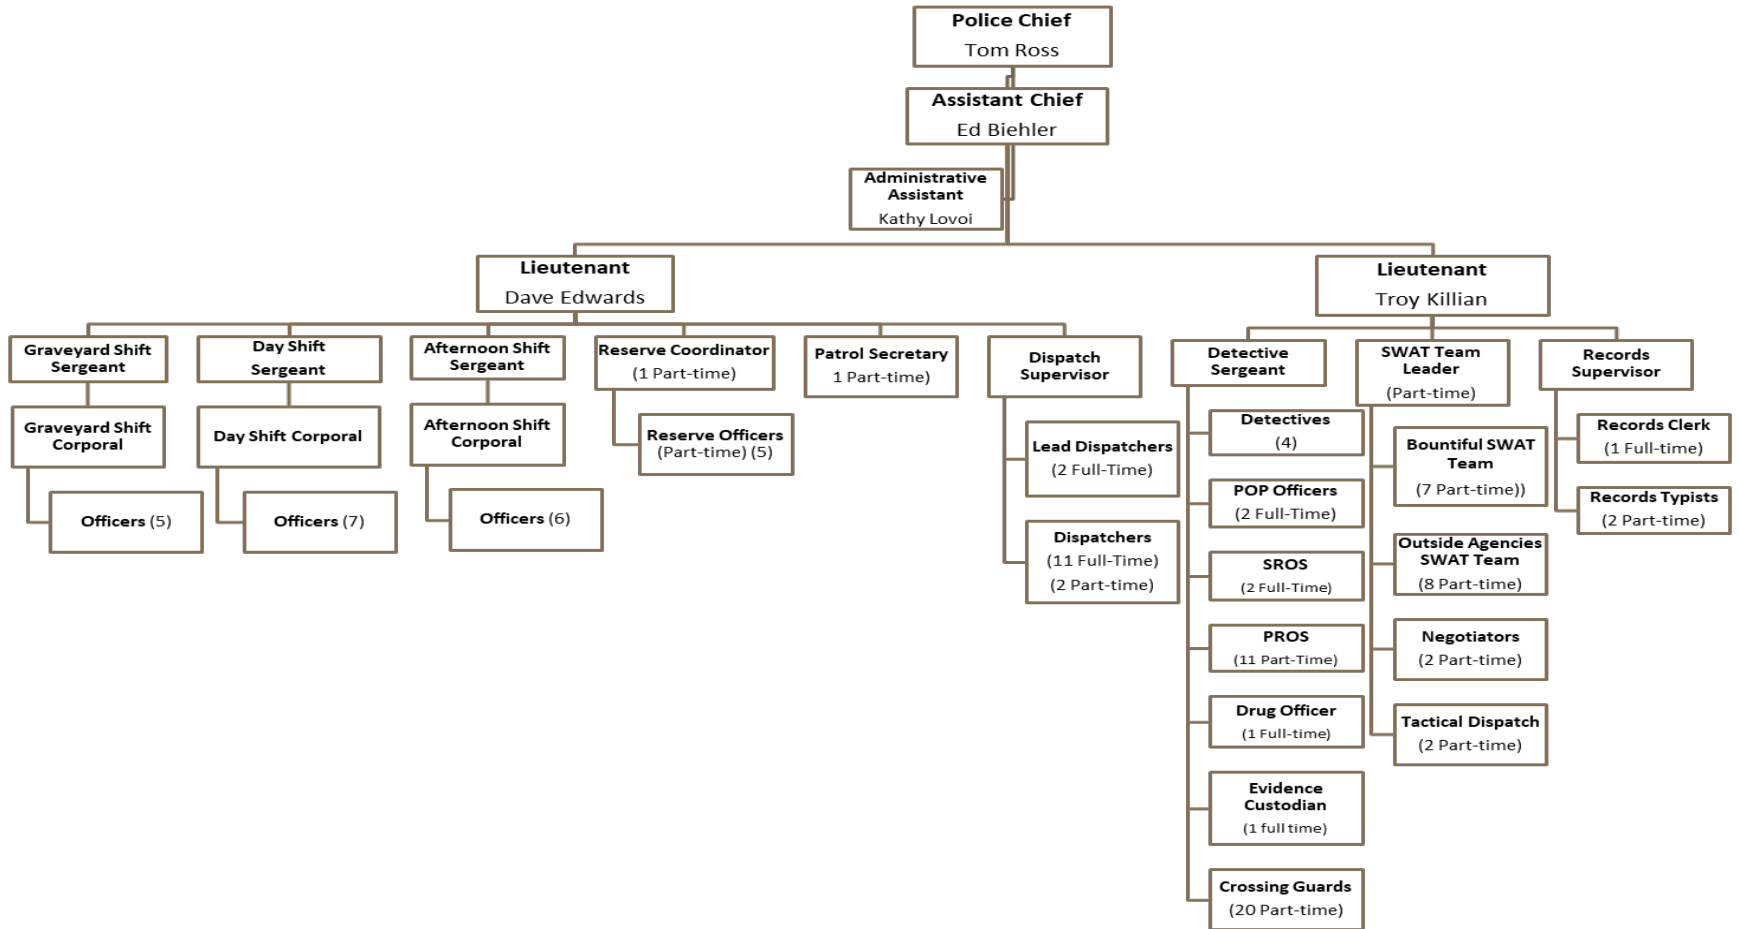 Police Chief
Tom Ross
Assistant Chief
Ed Biehler
Administrative
Assistant
Kathy Lovoi
Lieutenant
Dave Edwards
Lieutenant
Troy Killian
Graveyard Shift
Sergeant
Graveyard Shift
Corporal
Officers (5)
Day Shift
Sergeant
Day Shift Corporal
Officers (7)
Afternoon Shift
Sergeant
Afternoon Shift
Corporal
Officers (6)
Reserve Coordinator
(1 Part-time)
Reserve Officers
(Part-time) (5)
Patrol Secretary
1 Part-time)
Dispatch
Supervisor
Lead Dispatchers
(2 Full-Time)
Dispatchers
(11 Full-Time)
(2 Part-time)
Detective
Sergeant
Detectives
(4)
POP Officers
(2 Full-Time)
SROS
(2 Full-Time)
PROS
(11 Part-Time)
Drug Officer
(1 Full-time)
Evidence
Custodian
(1 full time)
Crossing Guards
(20 Part-time)
SWAT Team
Leader
(Part-time)
Bountiful SWAT
Team
(7 Part-time))
Outside Agencies
SWAT Team
(8 Part-time)
Negotiators
(2 Part-time)
Tactical Dispatch
(2 Part-time)
Records
Supervisor
Records Clerk
(1 Full-time)
Records Typists
(2 Part-time)